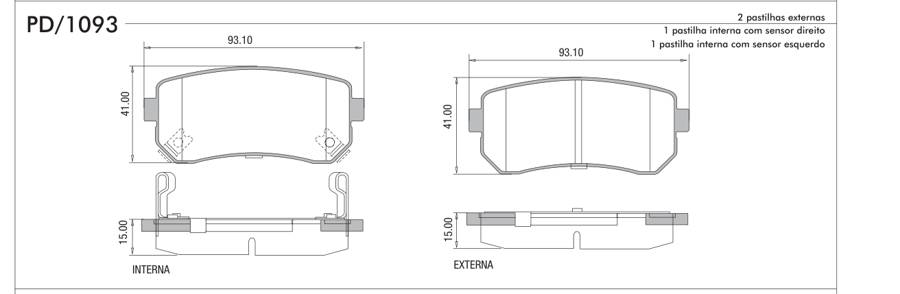 PD/1093
2 pastilhas externas
1 pastilha interna com sensor direito
1 pastilha interna com sensor esquerdo
93.10
93.10
41.00
41.00
15.00
15.00
INTERNA
EXTERNA